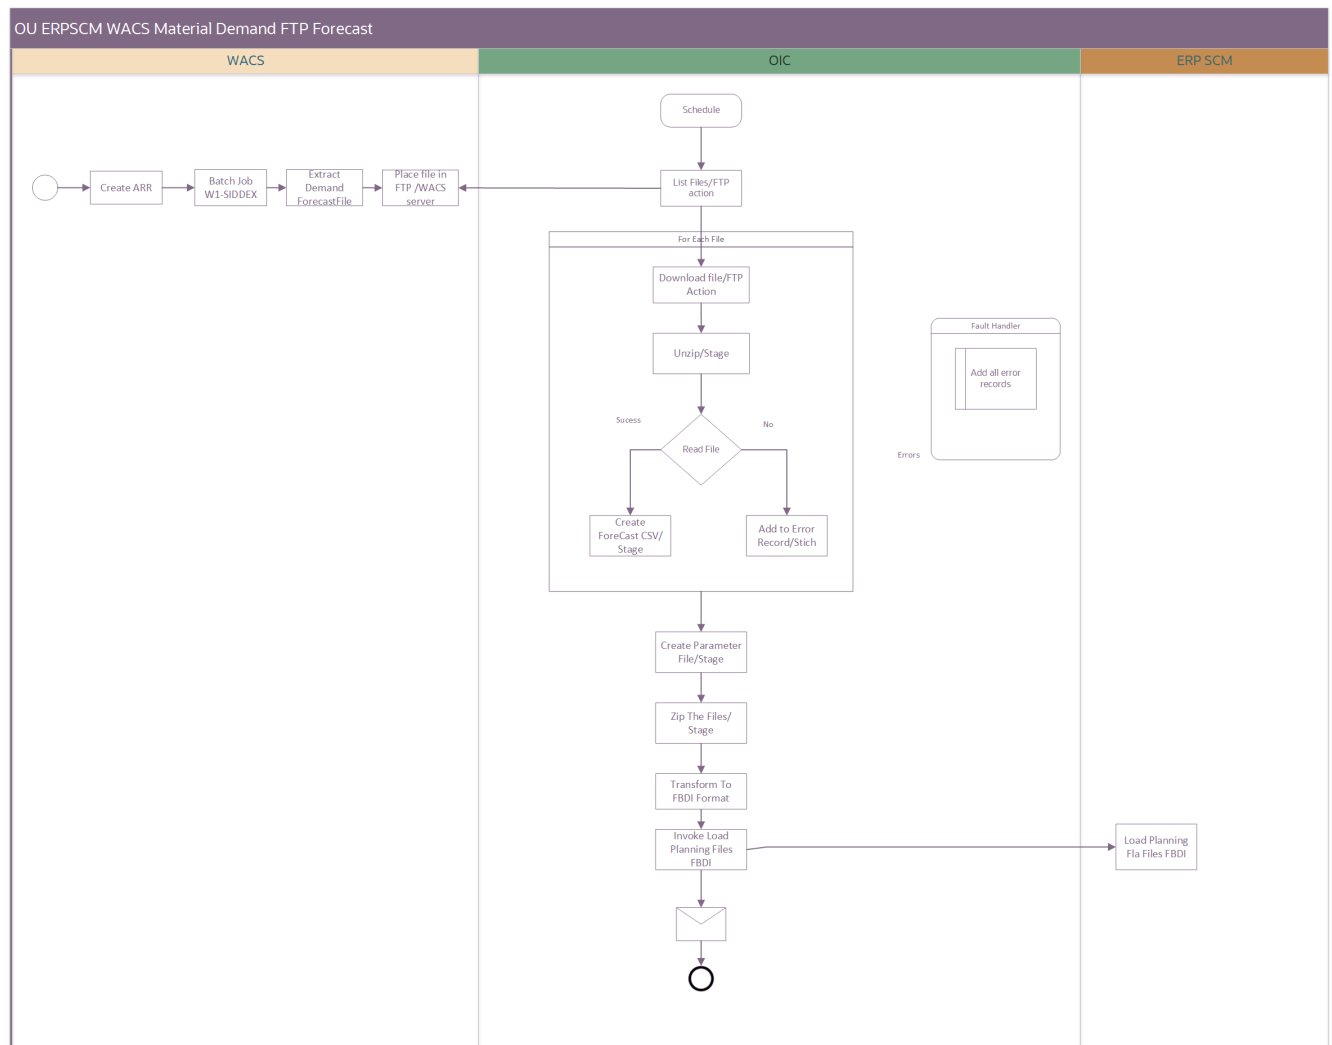 OU ERPSCM WACS Material Demand FTP Forecast
WACS
OIC
ERP SCM
Schedule
Create ARR
Batch Job
W1-SIDDEX
Extract
Demand
ForecastFile
Place file in
FTP /WACS
server
List Files/FTP
action
For Each File
Download file/FTP
Action
Unzip/Stage
Sucess
No
Read File
Create
ForeCast CSV/
Stage
Add to Error
Record/Stich
Fault Handler
Add all error
records
Errors
Create Parameter
File/Stage
Zip The Files/
Stage
Transform To
FBDI Format
Invoke Load
Planning Files
FBDI
Load Planning
Fla Files FBDI